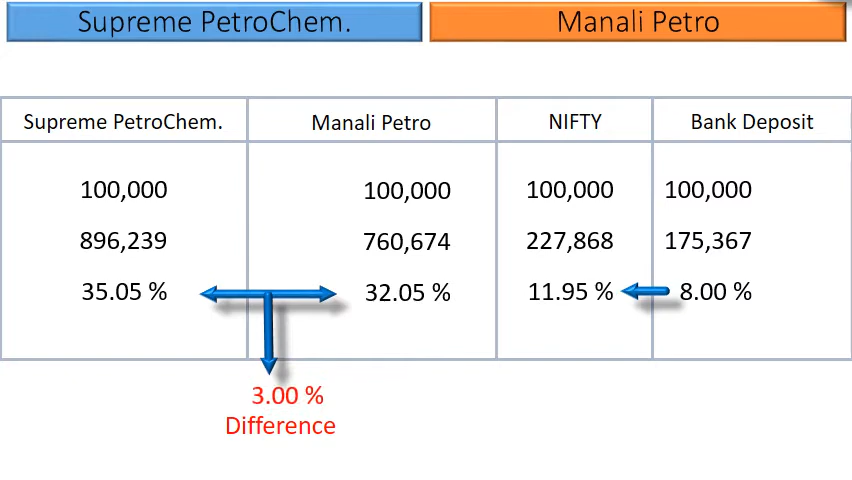 Supreme PetroChem. Manali Petro
Supreme PetroChem. Manali Petro NIFTY Bank Deposit
100,000 100,000 100,000 100,000
896,239 760,674 227,868 175,367
35.05 % 32.05 % 11.95 % 8.00 %
3.00 %
Difference